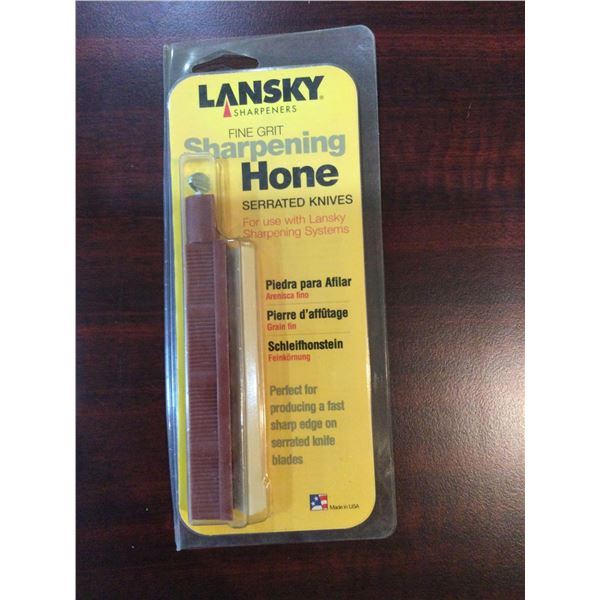 LANSKY®
SHARPENERS
FINE GRIT
Sharpening
Hone
SERRATED KNIVES
For use with Lansky
Sharpening Systems
Piedra para Afilar
Arenisca fino
Pierre d'affûtage
Grain fin
Schleifhonstein
Feinkörnung
Perfect for
producing a fast
sharp edge on
serrated knife
blades
Made in USA